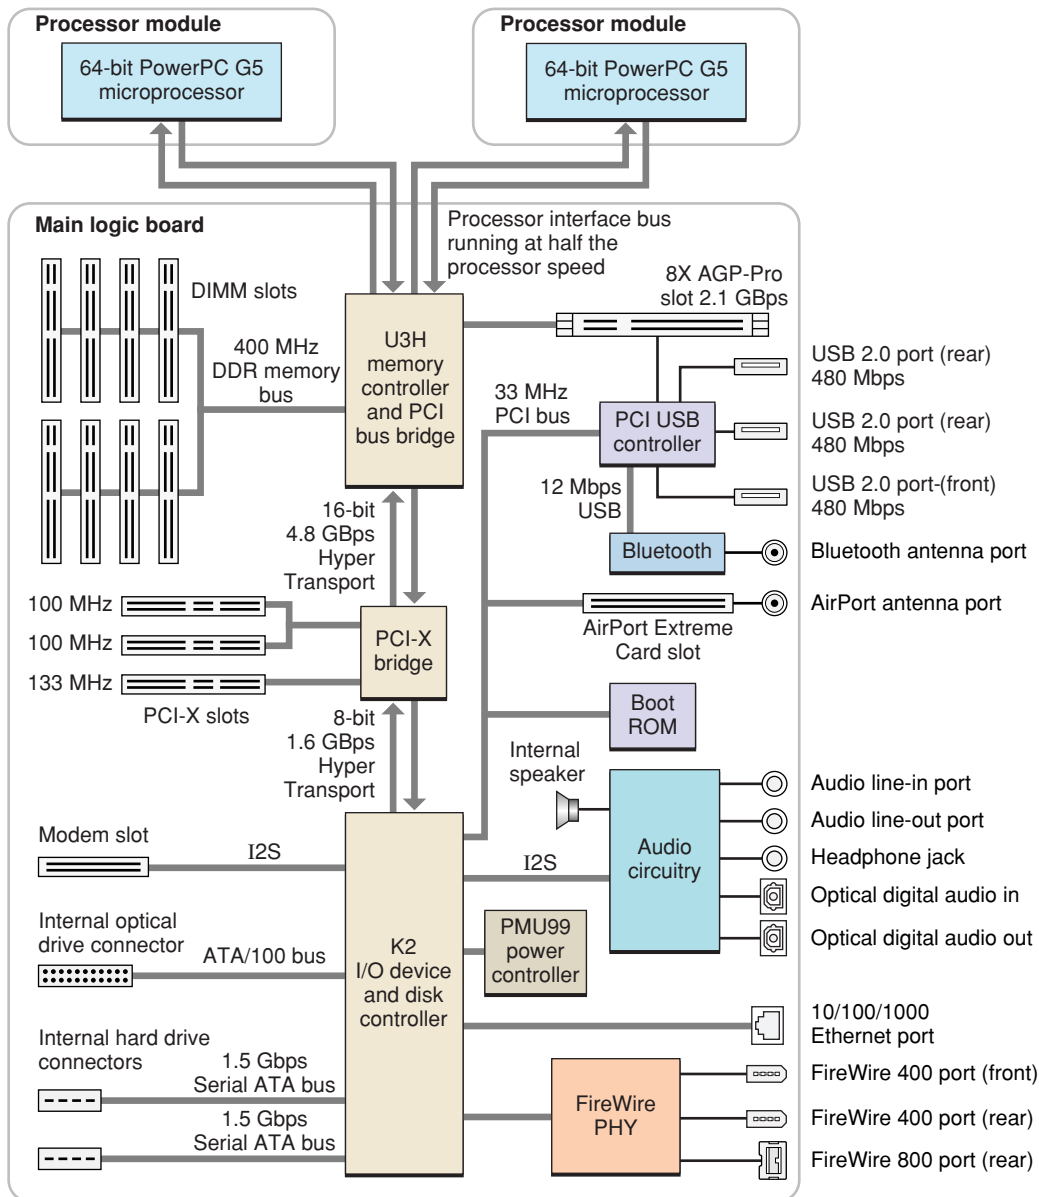 Processor module
Processor module
64-bit PowerPC G5
microprocessor
64-bit PowerPC G5
microprocessor
Main logic board
Processor interface bus
running at half the
processor speed
DIMM slots
8X AGP-Pro
slot 2.1 GBps
400 MHz
DDR memory
bus
U3H
memory
controller
and PCI
bus bridge
33 MHz
PCI bus
PCI USB
controller
USB 2.0 port (rear)
480 Mbps
USB 2.0 port (rear)
480 Mbps
USB 2.0 port-(front)
480 Mbps
12 Mbps
USB
16-bit
4.8 GBps
Hyper
Transport
Bluetooth
Bluetooth antenna port
100 MHz
100 MHz
133 MHz
PCI-X slots
PCI-X
bridge
AirPort Extreme
Card slot
AirPort antenna port
8-bit
1.6 GBps
Hyper
Transport
Boot
ROM
Internal
speaker
Audio
circuitry
Audio line-in port
Audio line-out port
Headphone jack
Optical digital audio in
Optical digital audio out
Modem slot
I2S
I2S
Internal optical
drive connector
ATA/100 bus
K2
I/O device
and disk
controller
PMU99
power
controller
10/100/1000
Ethernet port
Internal hard drive
connectors
1.5 Gbps
Serial ATA bus
1.5 Gbps
Serial ATA bus
FireWire
PHY
FireWire 400 port (front)
FireWire 400 port (rear)
FireWire 800 port (rear)